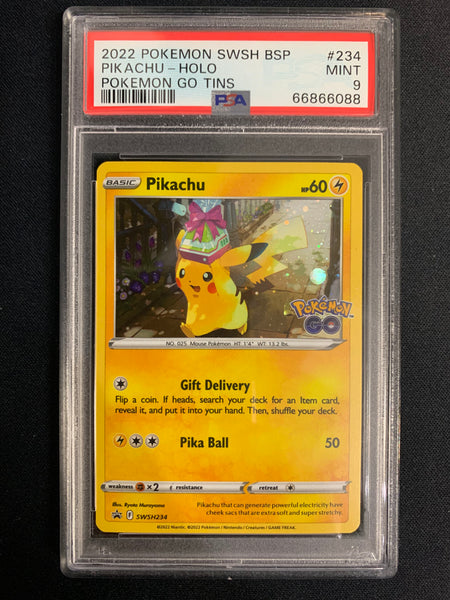 2022 POKEMON SWSH BSP #234
PIKACHU - HOLO MINT
POKEMON GO TINS PSA 9
66866088
BASIC Pikachu HP60
POKÉMON
GO
NO. 025 Mouse Pokémon HT: 1'4" WT: 13.2 lbs.
Gift Delivery
Flip a coin. If heads, search your deck for an Item card,
reveal it, and put it into your hand. Then, shuffle your deck.
Pika Ball 50
weakness ×2 resistance retreat
Illus. Ryota Murayama
Pikachu that can generate powerful electricity have
cheek sacs that are extra soft and super stretchy.
F SWSH234
©2022 Niantic. ©2022 Pokémon / Nintendo / Creatures / GAME FREAK.